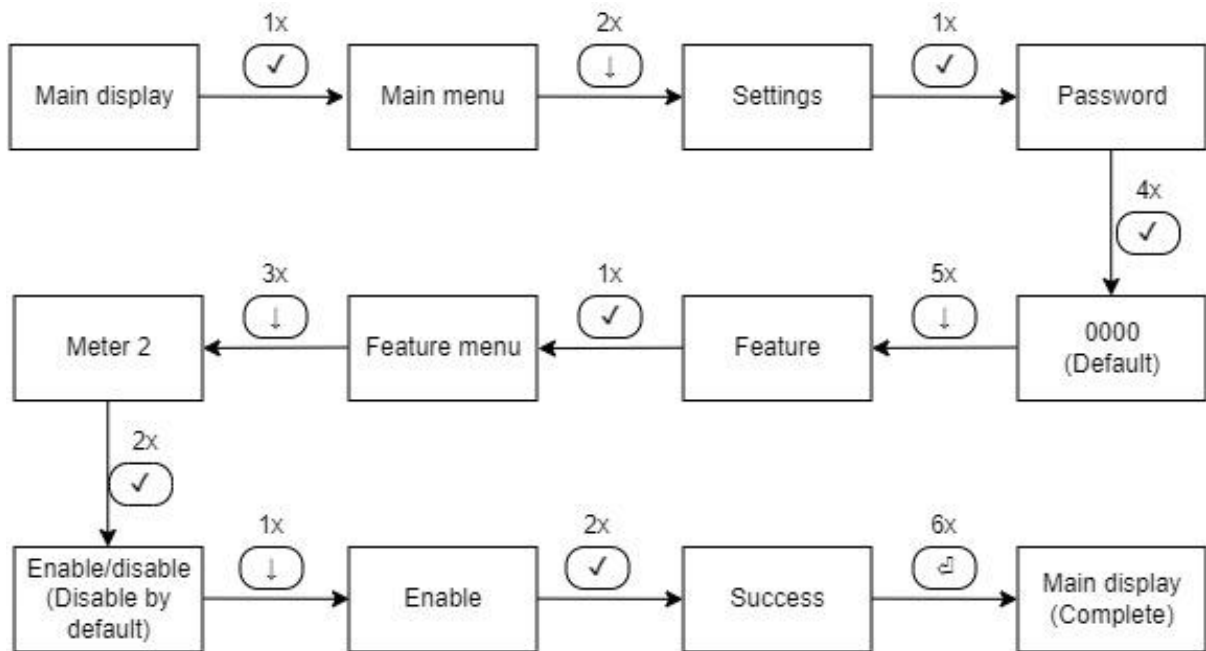 1x
2x
1x
✓
↓
✓
Main display
Main menu
Settings
Password
4x
✓
3x
1x
5x
↓
✓
↓
Meter 2
Feature menu
Feature
0000
(Default)
2x
✓
1x
2x
6x
↓
✓
⏎
Enable/disable
(Disable by
default)
Enable
Success
Main display
(Complete)